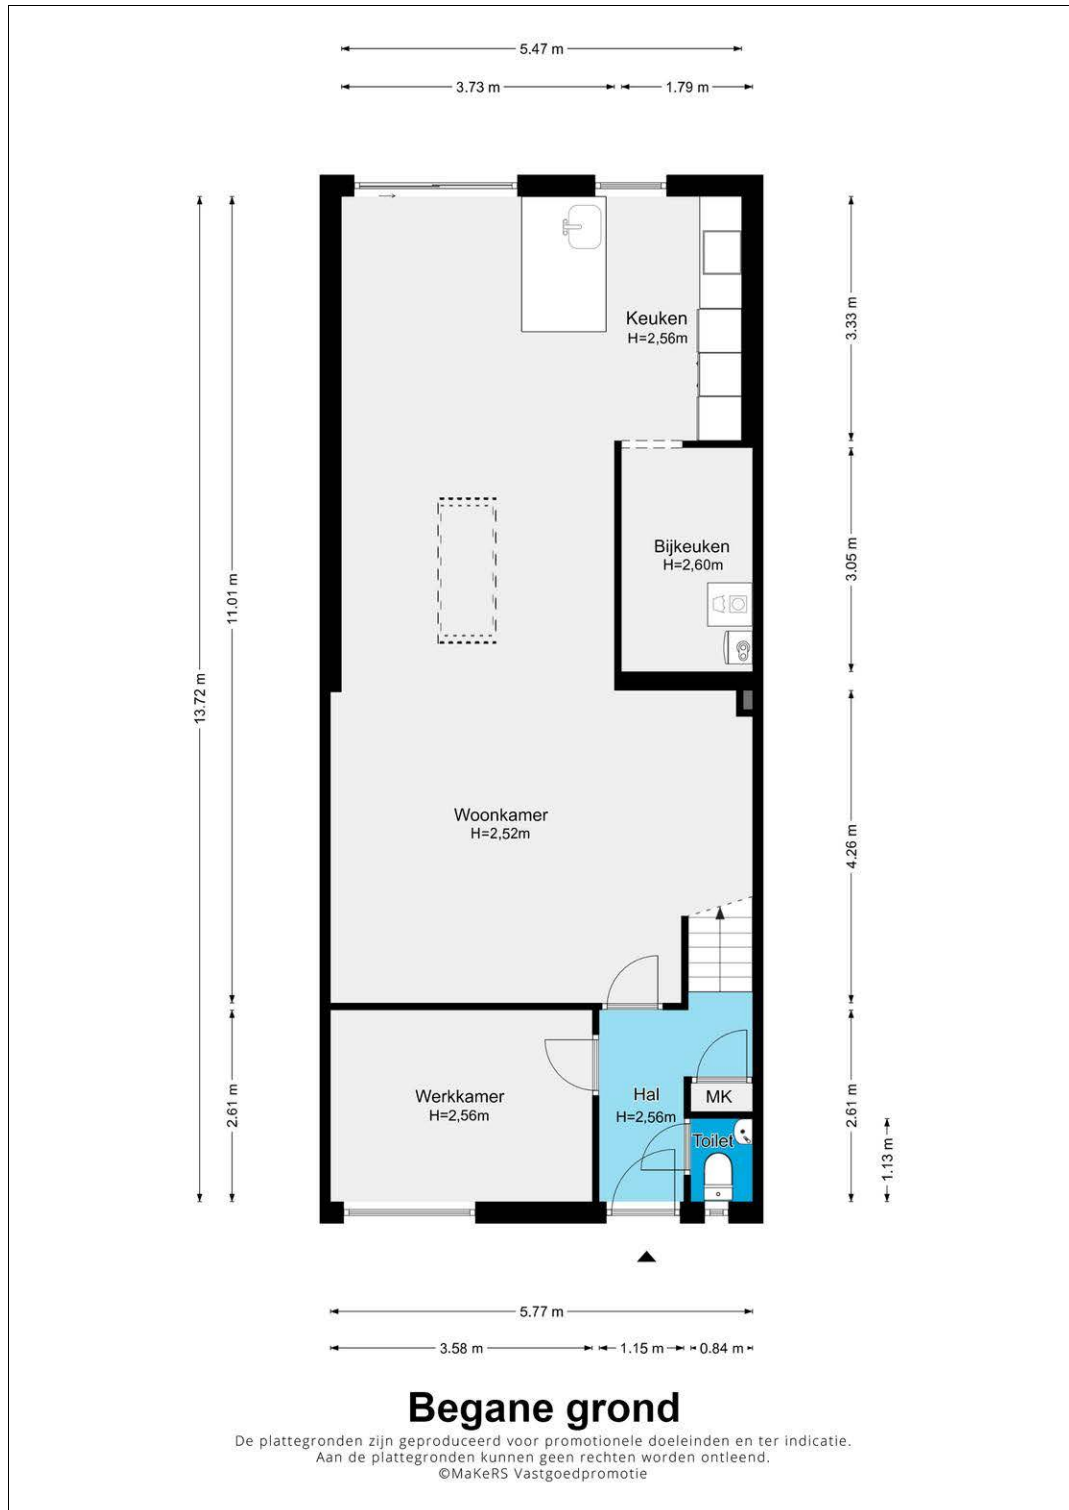 5.47 m
3.73 m
1.79 m
Keuken
H=2,56m
3.33 m
Bijkeuken
H=2,60m
3.05 m
11.01 m
13.72 m
Woonkamer
H=2,52m
4.26 m
Werkkamer
H=2,56m
Hal
H=2,56m
MK
Toilet
2.61 m
2.61 m
1.13 m
5.77 m
3.58 m
1.15 m
0.84 m
Begane grond
De plattegronden zijn geproduceerd voor promotionele doeleinden en ter indicatie.
Aan de plattegronden kunnen geen rechten worden ontleend.
©MaKeRS Vastgoedpromotie